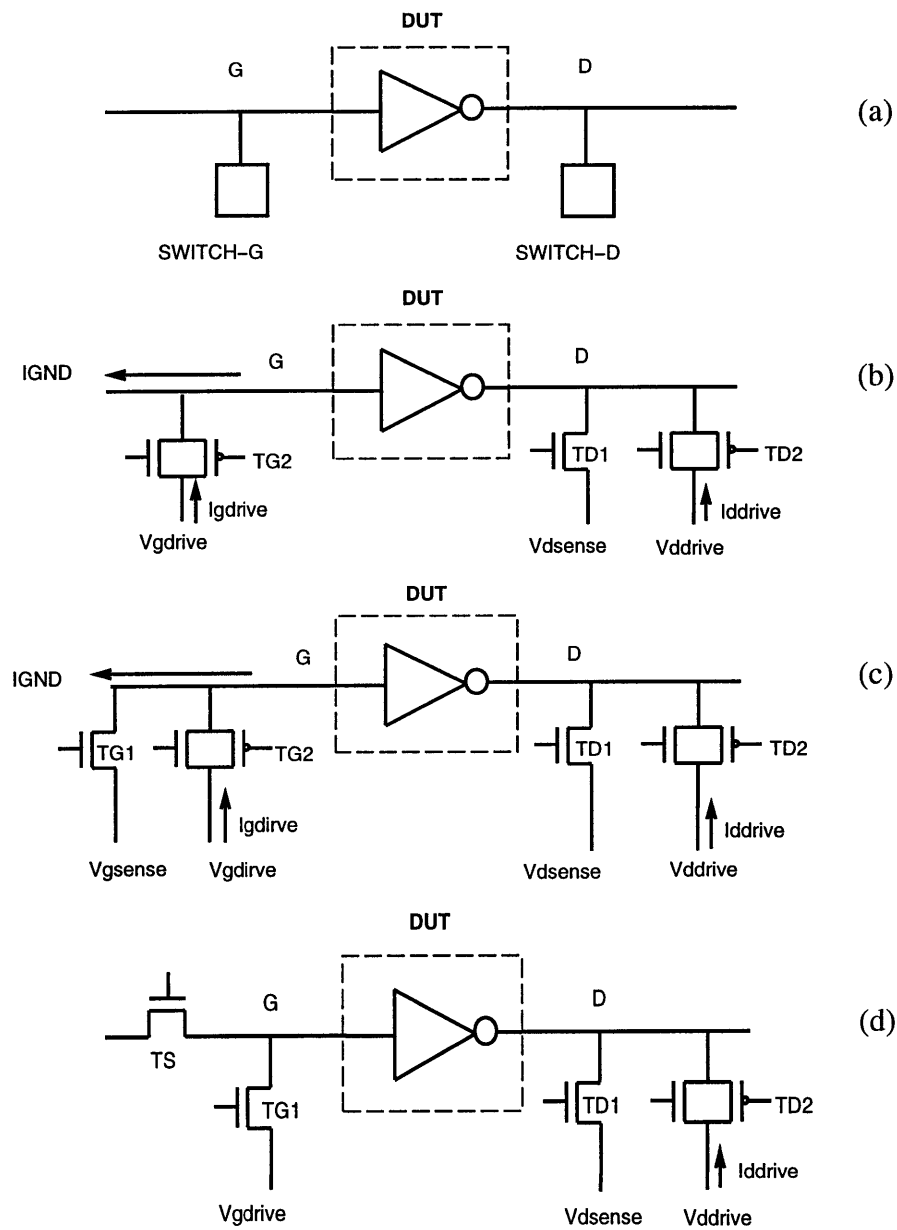 DUT
G
D
(a)
SWITCH-G
SWITCH-D
DUT
IGND
G
D
(b)
TG2
TD1
TD2
Igdrive
Iddrive
Vgdrive
Vdsense
Vddrive
DUT
IGND
G
D
(c)
TG1
TG2
TD1
TD2
Igdirve
Iddrive
Vgsense
Vgdirve
Vdsense
Vddrive
DUT
G
D
(d)
TS
TG1
TD1
TD2
Iddrive
Vgdrive
Vdsense
Vddrive